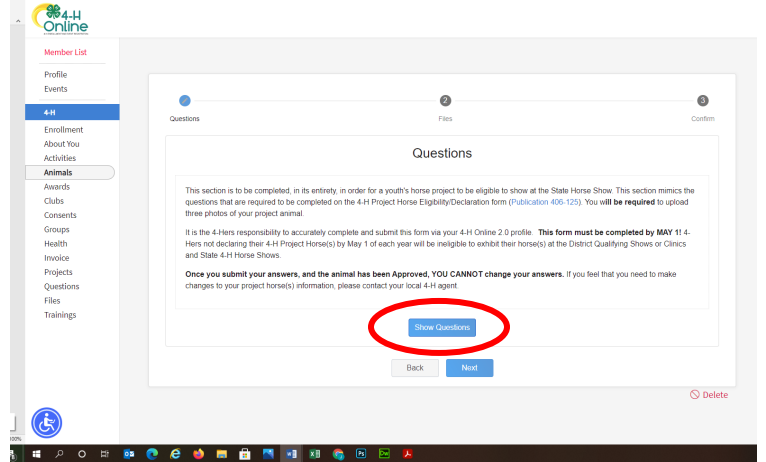 4-H
Online
Member List
Profile
Events
4-H
Enrollment
About You
Activities
Animals
Awards
Clubs
Consents
Groups
Health
Invoice
Projects
Questions
Files
Trainings
2
3
Questions
Files
Confirm
Questions
This section is to be completed, in its entirety, in order for a youth's horse project to be eligible to show at the State Horse Show. This section mimics the
questions that are required to be completed on the 4-H Project Horse Eligibility/Declaration form (Publication 406-125). You will be required to upload
three photos of your project animal.
It is the 4-Hers responsibility to accurately complete and submit this form via your 4-H Online 2.0 profile. This form must be completed by MAY 1! 4-
Hers not declaring their 4-H Project Horse(s) by May 1 of each year will be ineligible to exhibit their horse(s) at the District Qualifying Shows or Clinics
and State 4-H Horse Shows.
Once you submit your answers, and the animal has been Approved, YOU CANNOT change your answers. If you feel that you need to make
changes to your project horse(s) information, please contact your local 4-H agent.
Show Questions
Back
Next
Delete
100%
Ps
Dw